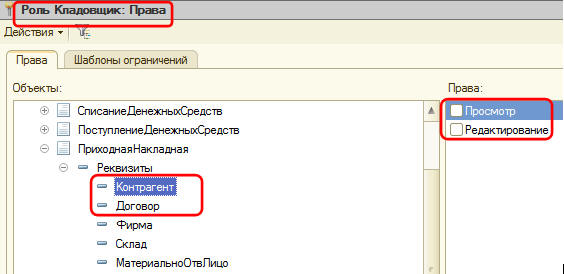 Роль Кладовщик: Права
Действия
Права Шаблоны ограничений
Объекты: Права:
СписаниеДенежныхСредств Просмотр
ПоступлениеДенежныхСредств Редактирование
ПриходнаяНакладная
Реквизиты
Контрагент
Договор
Фирма
Склад
МатериальноОтвЛицо